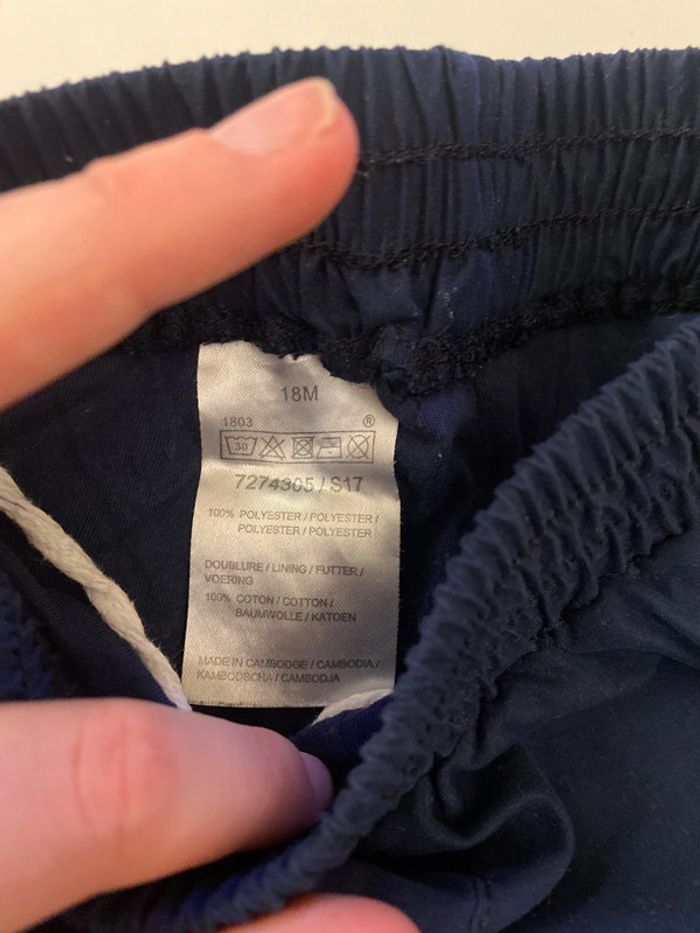 18M
1803 ®
30
7274305 / S17
100% POLYESTER / POLYESTER /
POLYESTER / POLYESTER
DOUBLURE / LINING / FUTTER /
VOERING
100% COTON / COTTON /
BAUMWOLLE / KATOEN
MADE IN CAMBODGE / CAMBODIA /
KAMBODSCHA / CAMBODJA